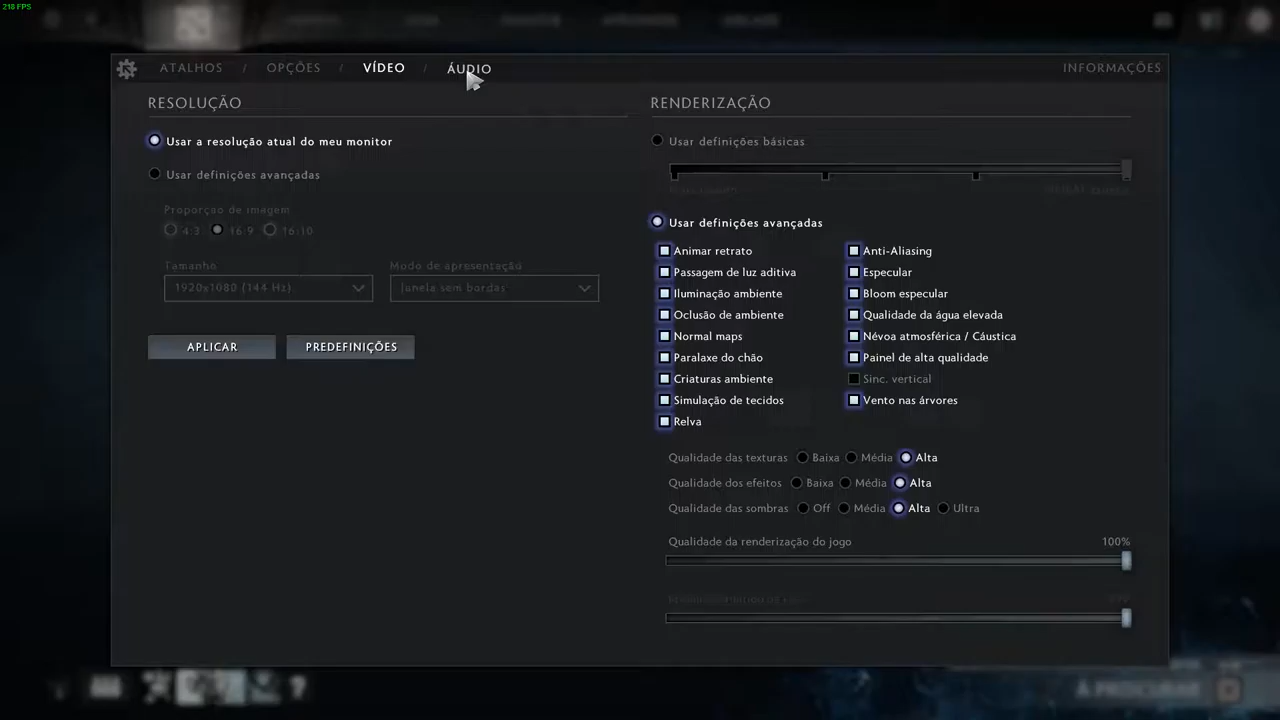 218 FPS
ATALHOS / OPÇÕES / VÍDEO / ÁUDIO
INFORMAÇÕES
RESOLUÇÃO
Usar a resolução atual do meu monitor
Usar definições avançadas
Proporção de imagem
4:3 16:9 16:10
Tamanho Modo de apresentação
1920x1080 (144 Hz) Janela sem bordas
APLICAR PREDEFINIÇÕES
RENDERIZAÇÃO
Usar definições básicas
Usar definições avançadas
Animar retrato
Passagem de luz aditiva
Iluminação ambiente
Oclusão de ambiente
Normal maps
Paralaxe do chão
Criaturas ambiente
Simulação de tecidos
Relva
Anti-Aliasing
Especular
Bloom especular
Qualidade da água elevada
Névoa atmosférica / Cáustica
Painel de alta qualidade
Sinc. vertical
Vento nas árvores
Qualidade das texturas Baixa Média Alta
Qualidade dos efeitos Baixa Média Alta
Qualidade das sombras Off Média Alta Ultra
Qualidade da renderização do jogo 100%
À PROCURAR